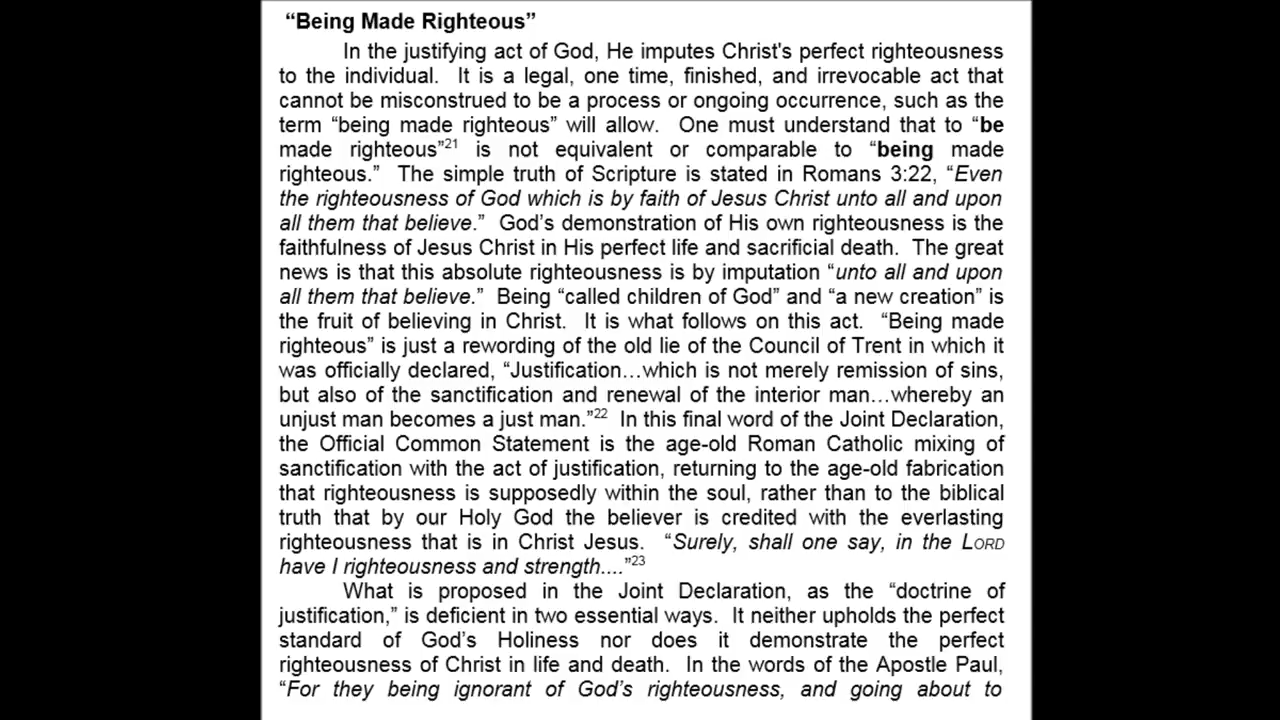 “Being Made Righteous”
In the justifying act of God, He imputes Christ's perfect righteousness
to the individual. It is a legal, one time, finished, and irrevocable act that
cannot be misconstrued to be a process or ongoing occurrence, such as the
term “being made righteous” will allow. One must understand that to “be
made righteous”21 is not equivalent or comparable to “being made
righteous.” The simple truth of Scripture is stated in Romans 3:22, “Even
the righteousness of God which is by faith of Jesus Christ unto all and upon
all them that believe.” God’s demonstration of His own righteousness is the
faithfulness of Jesus Christ in His perfect life and sacrificial death. The great
news is that this absolute righteousness is by imputation “unto all and upon
all them that believe.” Being “called children of God” and “a new creation” is
the fruit of believing in Christ. It is what follows on this act. “Being made
righteous” is just a rewording of the old lie of the Council of Trent in which it
was officially declared, “Justification…which is not merely remission of sins,
but also of the sanctification and renewal of the interior man…whereby an
unjust man becomes a just man.”22 In this final word of the Joint Declaration,
the Official Common Statement is the age-old Roman Catholic mixing of
sanctification with the act of justification, returning to the age-old fabrication
that righteousness is supposedly within the soul, rather than to the biblical
truth that by our Holy God the believer is credited with the everlasting
righteousness that is in Christ Jesus. “Surely, shall one say, in the LORD
have I righteousness and strength....”23
What is proposed in the Joint Declaration, as the “doctrine of
justification,” is deficient in two essential ways. It neither upholds the perfect
standard of God’s Holiness nor does it demonstrate the perfect
righteousness of Christ in life and death. In the words of the Apostle Paul,
“For they being ignorant of God’s righteousness, and going about to